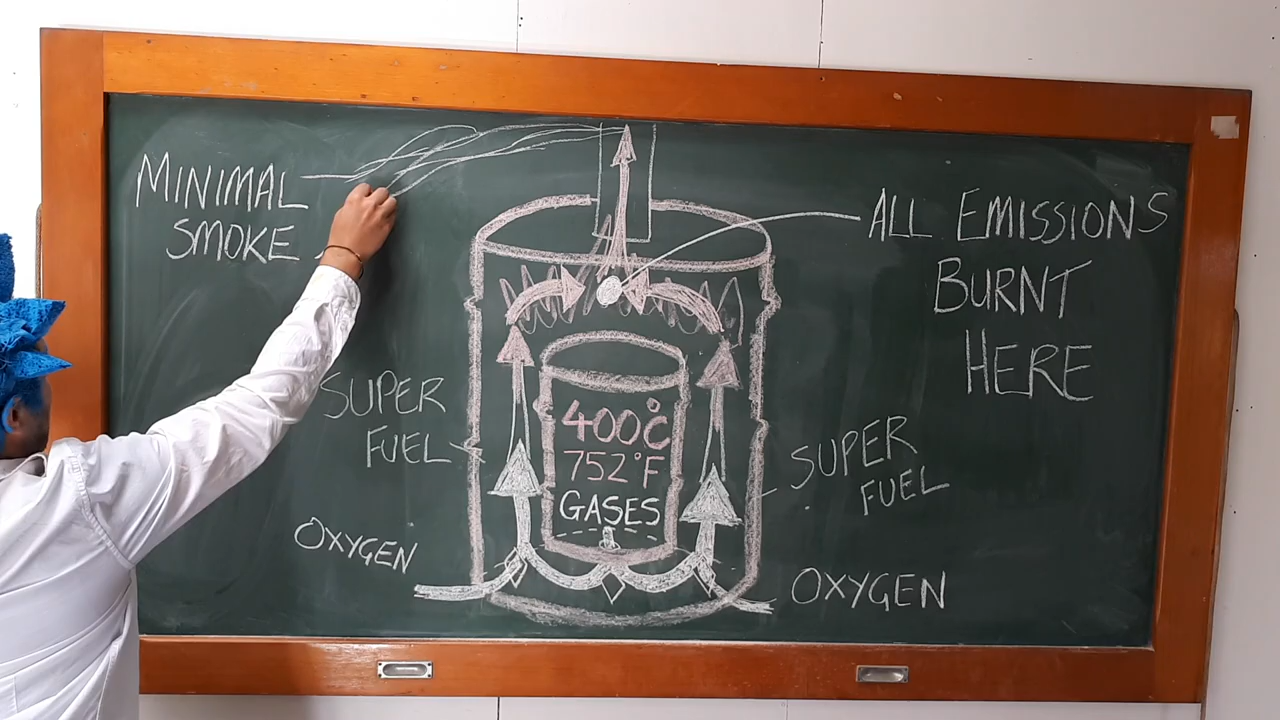 MINIMAL
SMOKE
ALL EMISSIONS
BURNT
HERE
SUPER
FUEL
400°C
752°F
GASES
SUPER
FUEL
OXYGEN
OXYGEN